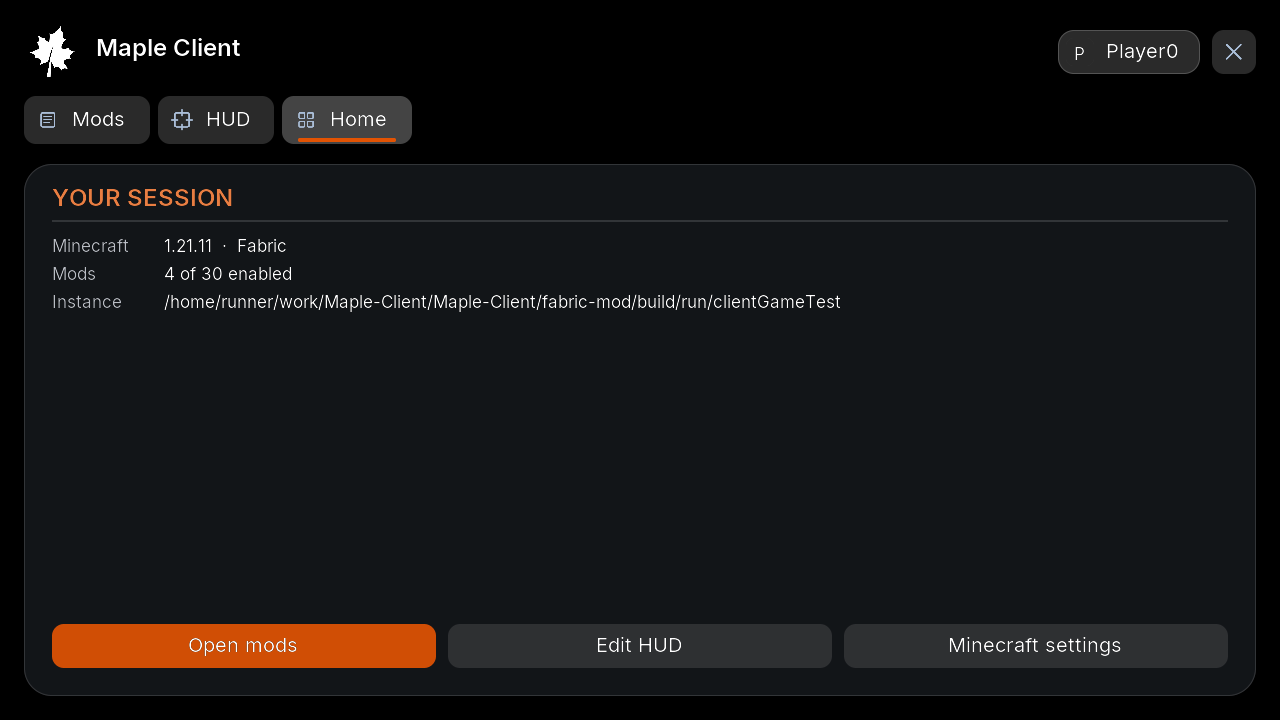 Maple Client
P Player0
Mods HUD Home
YOUR SESSION
Minecraft 1.21.11 · Fabric
Mods 4 of 30 enabled
Instance /home/runner/work/Maple-Client/Maple-Client/fabric-mod/build/run/clientGameTest
Open mods Edit HUD Minecraft settings